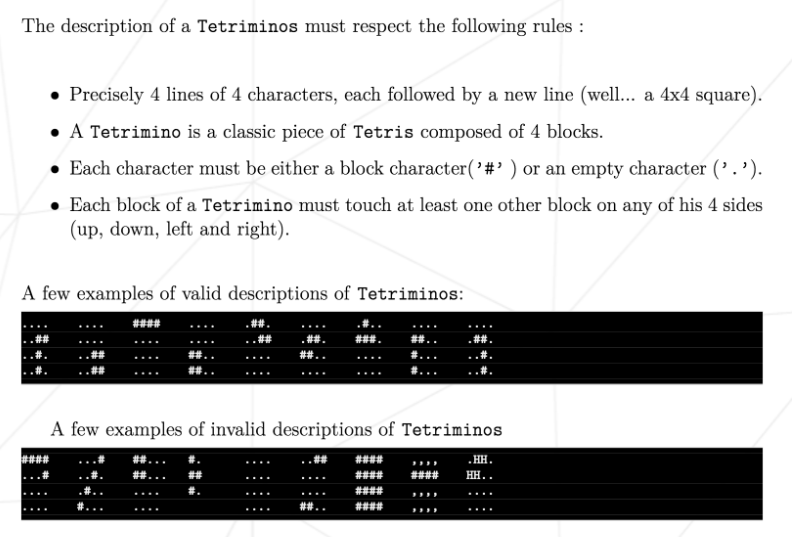 The description of a Tetriminos must respect the following rules :
• Precisely 4 lines of 4 characters, each followed by a new line (well... a 4x4 square).
• A Tetrimino is a classic piece of Tetris composed of 4 blocks.
• Each character must be either a block character('#' ) or an empty character ('.').
• Each block of a Tetrimino must touch at least one other block on any of his 4 sides
(up, down, left and right).
A few examples of valid descriptions of Tetriminos:
.... .... #### .... .##. .... .#.. .... ....
..## .... .... .... ..## .##. ###. ##.. .##.
..#. ..## .... ##.. .... ##.. .... #... ..#.
..#. ..## .... ##.. .... .... .... #... ..#.
A few examples of invalid descriptions of Tetriminos
#### ...# ##... #. .... ..## #### ,,,, .HH.
...# ..#. ##... ## .... .... #### #### HH..
.... .#.. .... #. .... .... #### ,,,, ....
.... #... .... .... ##.. #### ,,,, ....